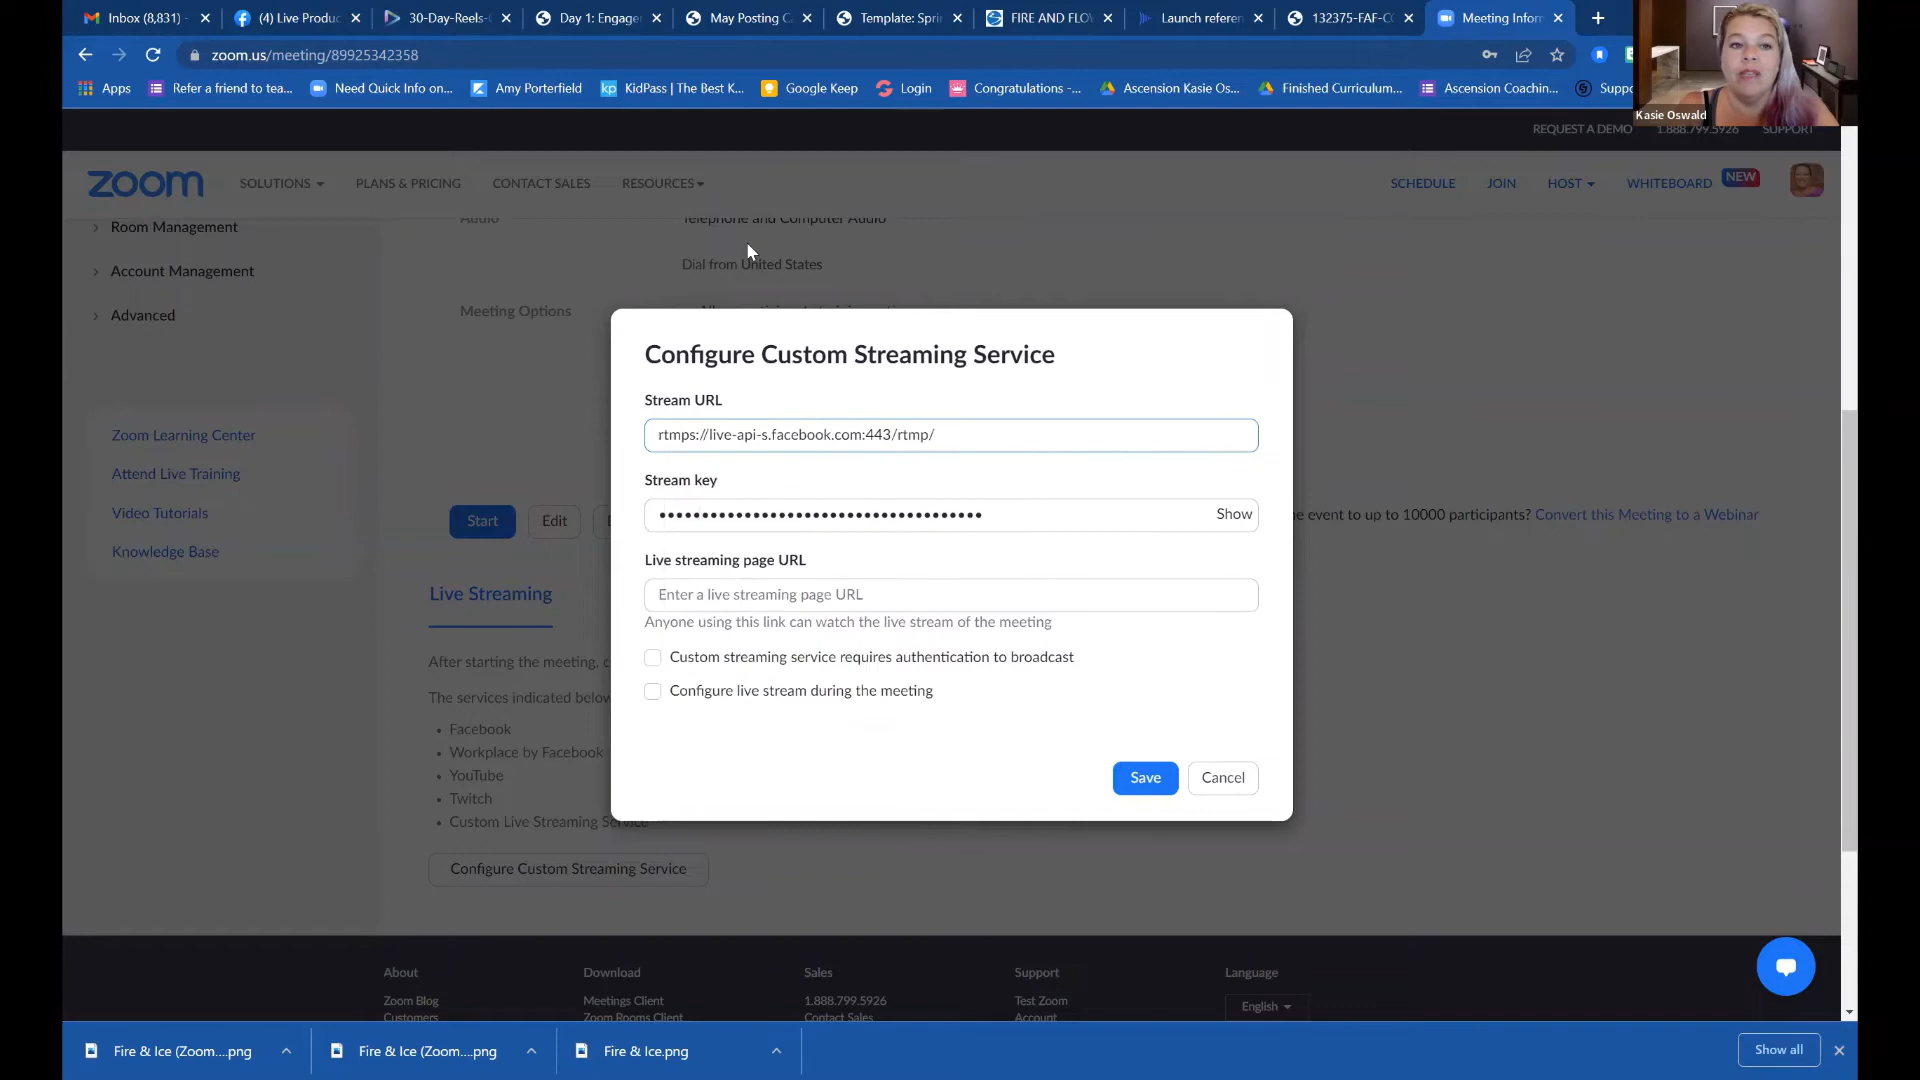 Inbox (8,831) -
(4) Live Produc
30-Day-Reels-
Day 1: Engage
May Posting C
Template: Spri
FIRE AND FLO
Launch referen
132375-FAF-C
Meeting Infor
zoom.us/meeting/89925342358
Apps
Refer a friend to tea...
Need Quick Info on...
Amy Porterfield
KidPass | The Best K...
Google Keep
Login
Congratulations -...
Ascension Kasie Os...
Finished Curriculum...
Ascension Coachin...
Suppo
Kasie Oswald
REQUEST A DEMO
1.888.799.5926
SUPPORT
zoom
SOLUTIONS
PLANS & PRICING
CONTACT SALES
RESOURCES
SCHEDULE
JOIN
HOST
WHITEBOARD
NEW
Room Management
Account Management
Advanced
Audio
Telephone and Computer Audio
Dial from United States
Meeting Options
Zoom Learning Center
Attend Live Training
Video Tutorials
Knowledge Base
Configure Custom Streaming Service
Stream URL
rtmps://live-api-s.facebook.com:443/rtmp/
Stream key
••••••••••••••••••••••••••••••••••••••
Show
Live streaming page URL
Enter a live streaming page URL
Anyone using this link can watch the live stream of the meeting
Custom streaming service requires authentication to broadcast
Configure live stream during the meeting
Save
Cancel
Start
Edit
e event to up to 10000 participants? Convert this Meeting to a Webinar
Live Streaming
After starting the meeting, c
The services indicated below
• Facebook
• Workplace by Facebook
• YouTube
• Twitch
• Custom Live Streaming Service
Configure Custom Streaming Service
About
Download
Sales
Support
Language
Zoom Blog
Meetings Client
1.888.799.5926
Test Zoom
English
Customers
Zoom Rooms Client
Contact Sales
Account
Fire & Ice (Zoom....png
Fire & Ice (Zoom....png
Fire & Ice.png
Show all